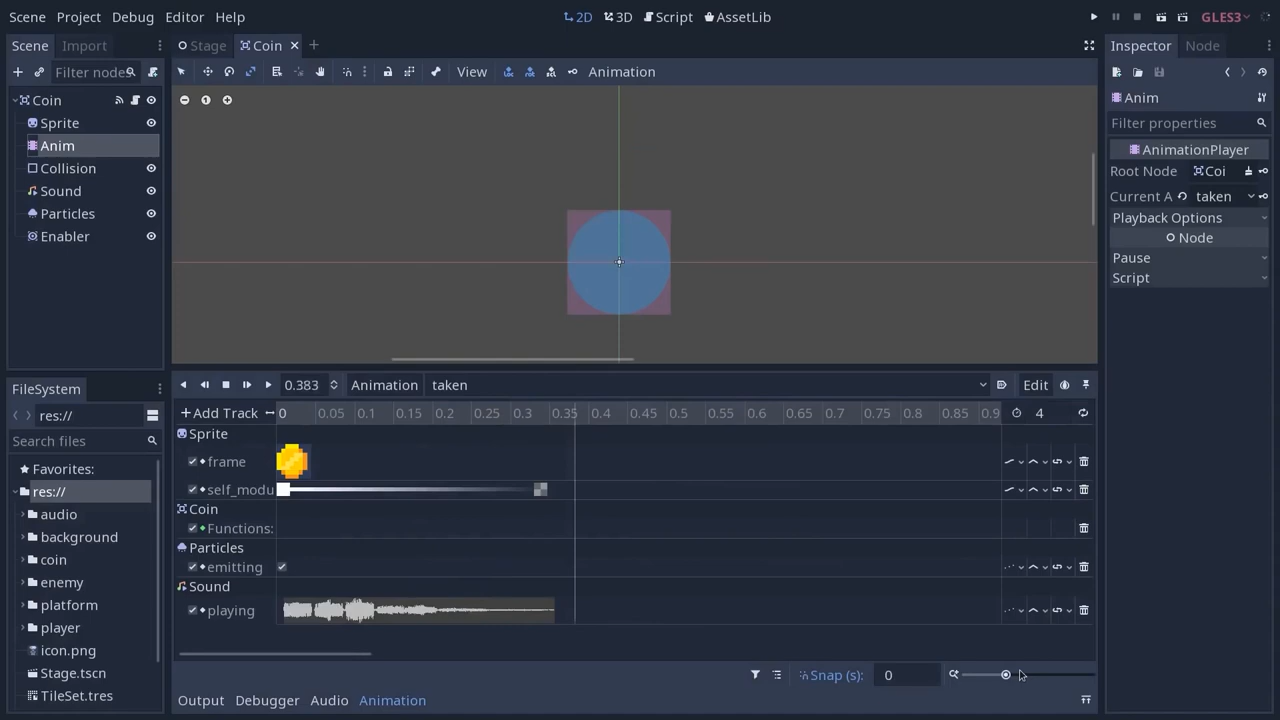 Scene Project Debug Editor Help
2D 3D Script AssetLib
GLES3
Scene Import
Stage Coin
Inspector Node
Filter nodes
View Animation
Anim
Coin
Sprite
Anim
Collision
Sound
Particles
Enabler
Filter properties
AnimationPlayer
Root Node Coi
Current A taken
Playback Options
Node
Pause
Script
FileSystem
res://
Search files
Favorites:
res://
audio
background
coin
enemy
platform
player
icon.png
Stage.tscn
TileSet.tres
0.383 Animation taken Edit
Add Track 0 0.05 0.1 0.15 0.2 0.25 0.3 0.35 0.4 0.45 0.5 0.55 0.6 0.65 0.7 0.75 0.8 0.85 0.9 4
Sprite
frame
self_modu
Coin
Functions:
Particles
emitting
Sound
playing
Snap (s): 0
Output Debugger Audio Animation